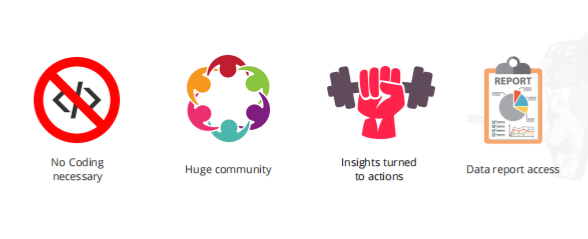 REPORT
No Coding
necessary
Huge community
Insights turned
to actions
Data report access